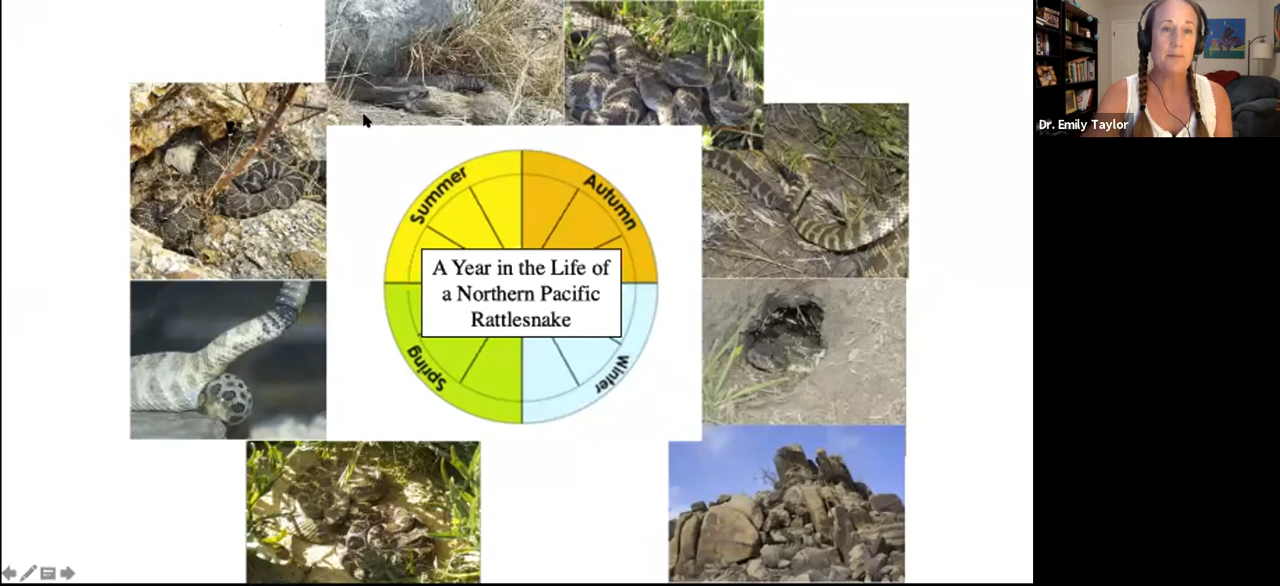 Dr. Emily Taylor
Summer
Autumn
A Year in the Life of
a Northern Pacific
Rattlesnake
Spring
Winter